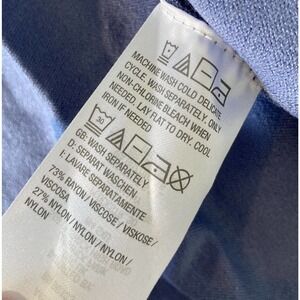 MACHINE WASH COLD DELICATE
CYCLE. WASH SEPARATELY. ONLY
NON-CHLORINE BLEACH WHEN
NEEDED. LAY FLAT TO DRY. COOL
IRON IF NEEDED
30
GB: WASH SEPARATELY
D: SEPARAT WASCHEN
I: LAVARE SEPARATAMENTE
73% RAYON / VISCOSE / VISKOSE /
VISCOSA
27% NYLON / NYLON / NYLON /
NYLON